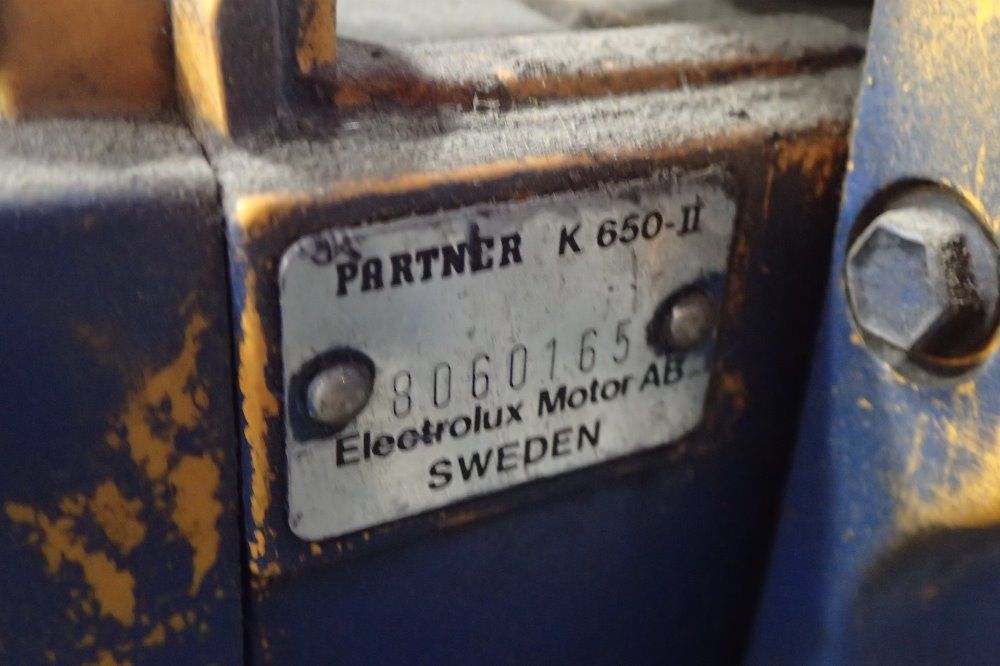 PARTNER K 650-II
8060165
Electrolux Motor AB
SWEDEN